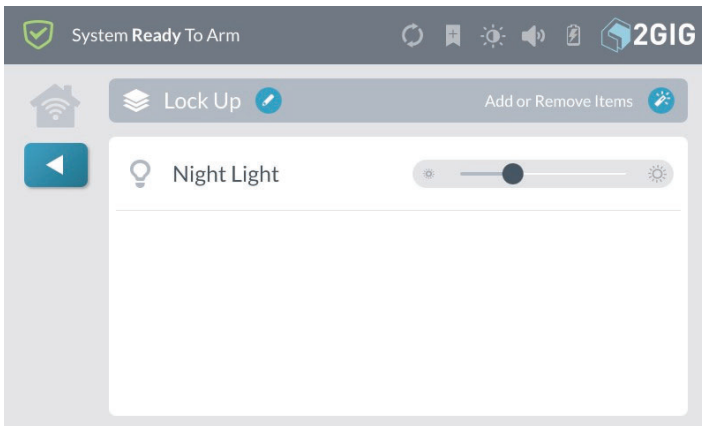 System Ready To Arm
2GIG
Lock Up
Add or Remove Items
Night Light